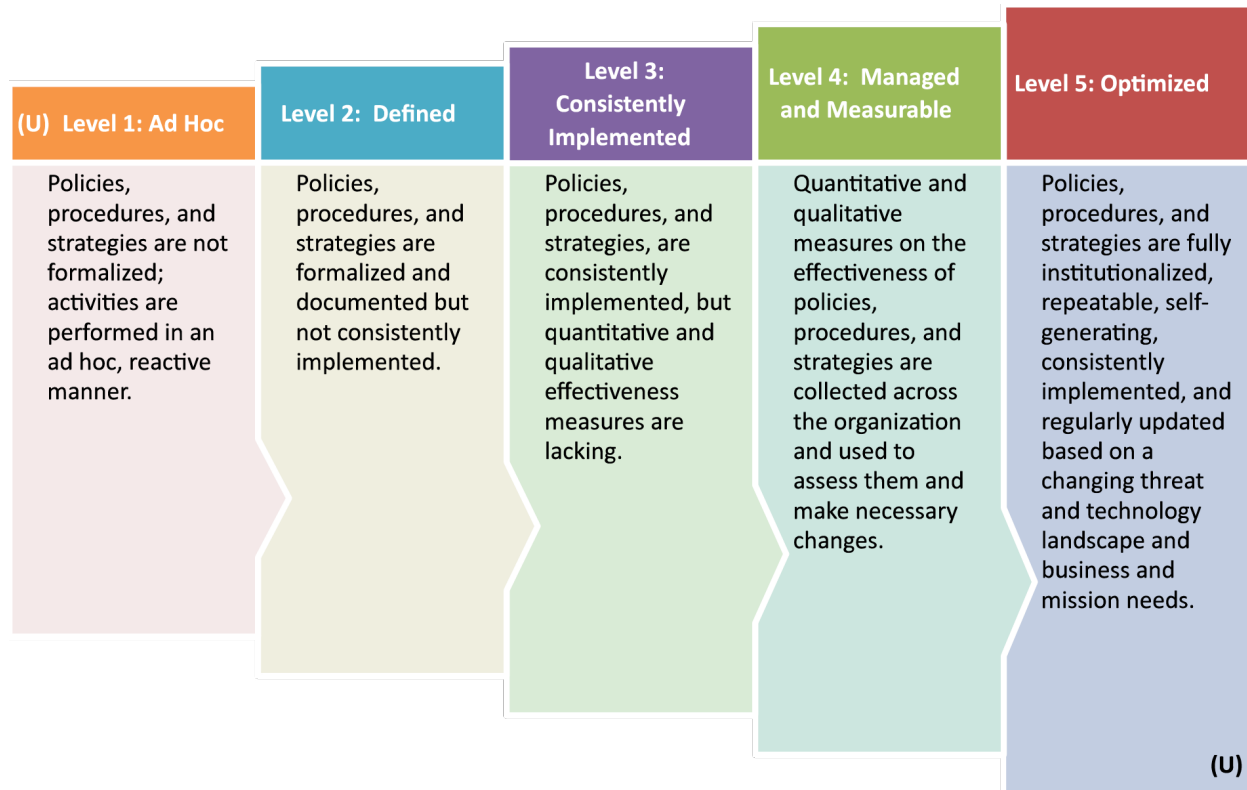 (U) Level 1: Ad Hoc
Policies,
procedures, and
strategies are not
formalized;
activities are
performed in an
ad hoc, reactive
manner.
Level 2: Defined
Policies,
procedures, and
strategies are
formalized and
documented but
not consistently
implemented.
Level 3:
Consistently
Implemented
Policies,
procedures, and
strategies, are
consistently
implemented, but
quantitative and
qualitative
effectiveness
measures are
lacking.
Level 4: Managed
and Measurable
Quantitative and
qualitative
measures on the
effectiveness of
policies,
procedures, and
strategies are
collected across
the organization
and used to
assess them and
make necessary
changes.
Level 5: Optimized
Policies,
procedures, and
strategies are fully
institutionalized,
repeatable, self-
generating,
consistently
implemented, and
regularly updated
based on a
changing threat
and technology
landscape and
business and
mission needs.
(U)